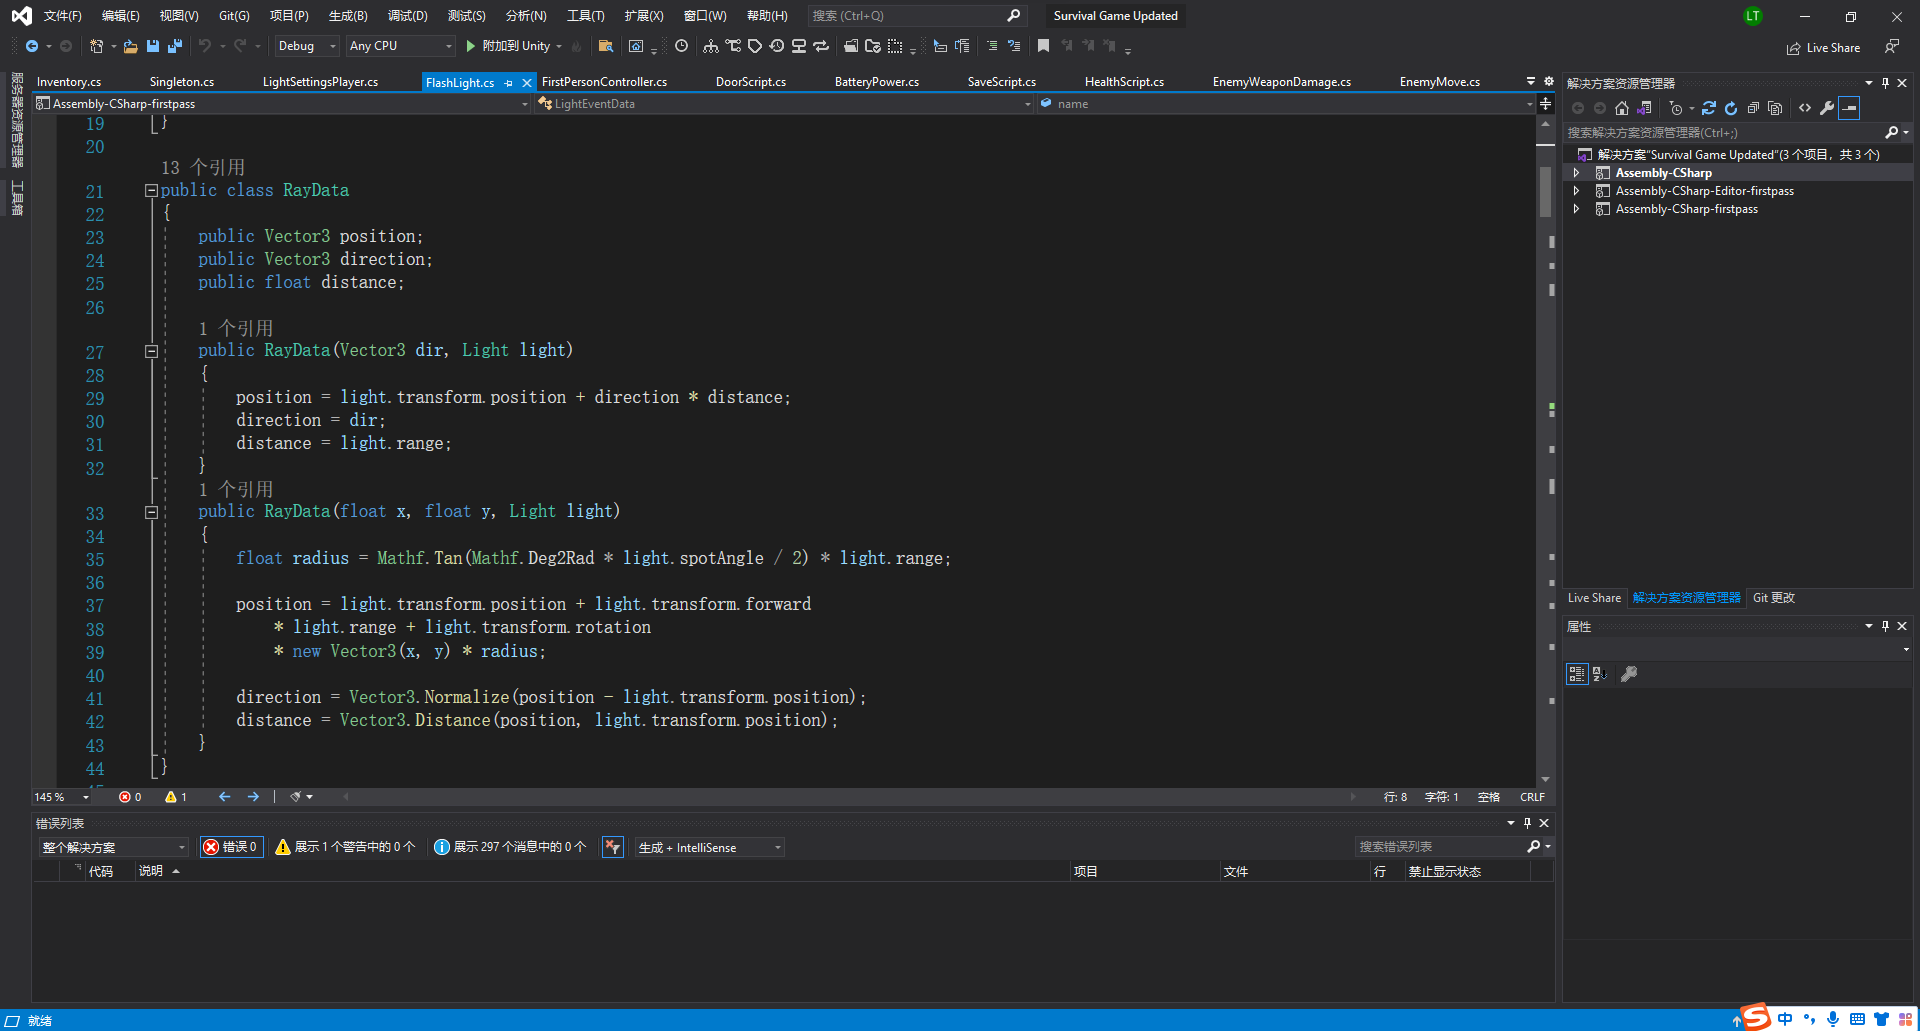 文件(F) 编辑(E) 视图(V) Git(G) 项目(P) 生成(B) 调试(D) 测试(S) 分析(N) 工具(T) 扩展(X) 窗口(W) 帮助(H) 搜索 (Ctrl+Q) Survival Game Updated LT
Debug Any CPU 附加到 Unity Live Share
服务器资源管理器
工具箱
Inventory.cs Singleton.cs LightSettingsPlayer.cs FlashLight.cs FirstPersonController.cs DoorScript.cs BatteryPower.cs SaveScript.cs HealthScript.cs EnemyWeaponDamage.cs EnemyMove.cs
Assembly-CSharp-firstpass LightEventData name
19 }
20
13 个引用
21 public class RayData
22 {
23 public Vector3 position;
24 public Vector3 direction;
25 public float distance;
26
1 个引用
27 public RayData(Vector3 dir, Light light)
28 {
29 position = light.transform.position + direction * distance;
30 direction = dir;
31 distance = light.range;
32 }
1 个引用
33 public RayData(float x, float y, Light light)
34 {
35 float radius = Mathf.Tan(Mathf.Deg2Rad * light.spotAngle / 2) * light.range;
36
37 position = light.transform.position + light.transform.forward
38 * light.range + light.transform.rotation
39 * new Vector3(x, y) * radius;
40
41 direction = Vector3.Normalize(position - light.transform.position);
42 distance = Vector3.Distance(position, light.transform.position);
43 }
44 }
145 % 0 1 行: 8 字符: 1 空格 CRLF
错误列表
整个解决方案 错误 0 展示 1 个警告中的 0 个 展示 297 个消息中的 0 个 生成 + IntelliSense 搜索错误列表
代码 说明 项目 文件 行 禁止显示状态
解决方案资源管理器
搜索解决方案资源管理器(Ctrl+;)
解决方案"Survival Game Updated"(3 个项目，共 3 个)
Assembly-CSharp
Assembly-CSharp-Editor-firstpass
Assembly-CSharp-firstpass
Live Share 解决方案资源管理器 Git 更改
属性
就绪
S 中